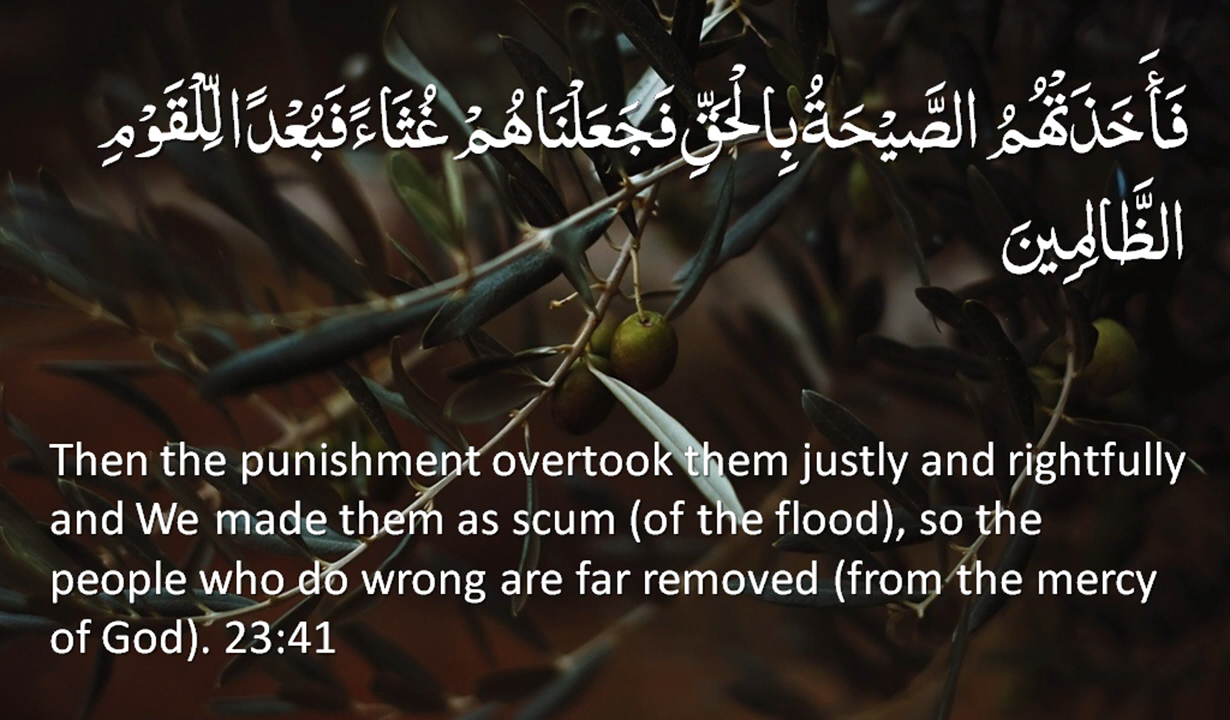 فَأَخَذَتْهُمُ الصَّيْحَةُ بِالْحَقِّ فَجَعَلْنَاهُمْ غُثَاءً فَبُعْدًا لِّلْقَوْمِ
الظَّالِمِينَ
Then the punishment overtook them justly and rightfully
and We made them as scum (of the flood), so the
people who do wrong are far removed (from the mercy
of God). 23:41